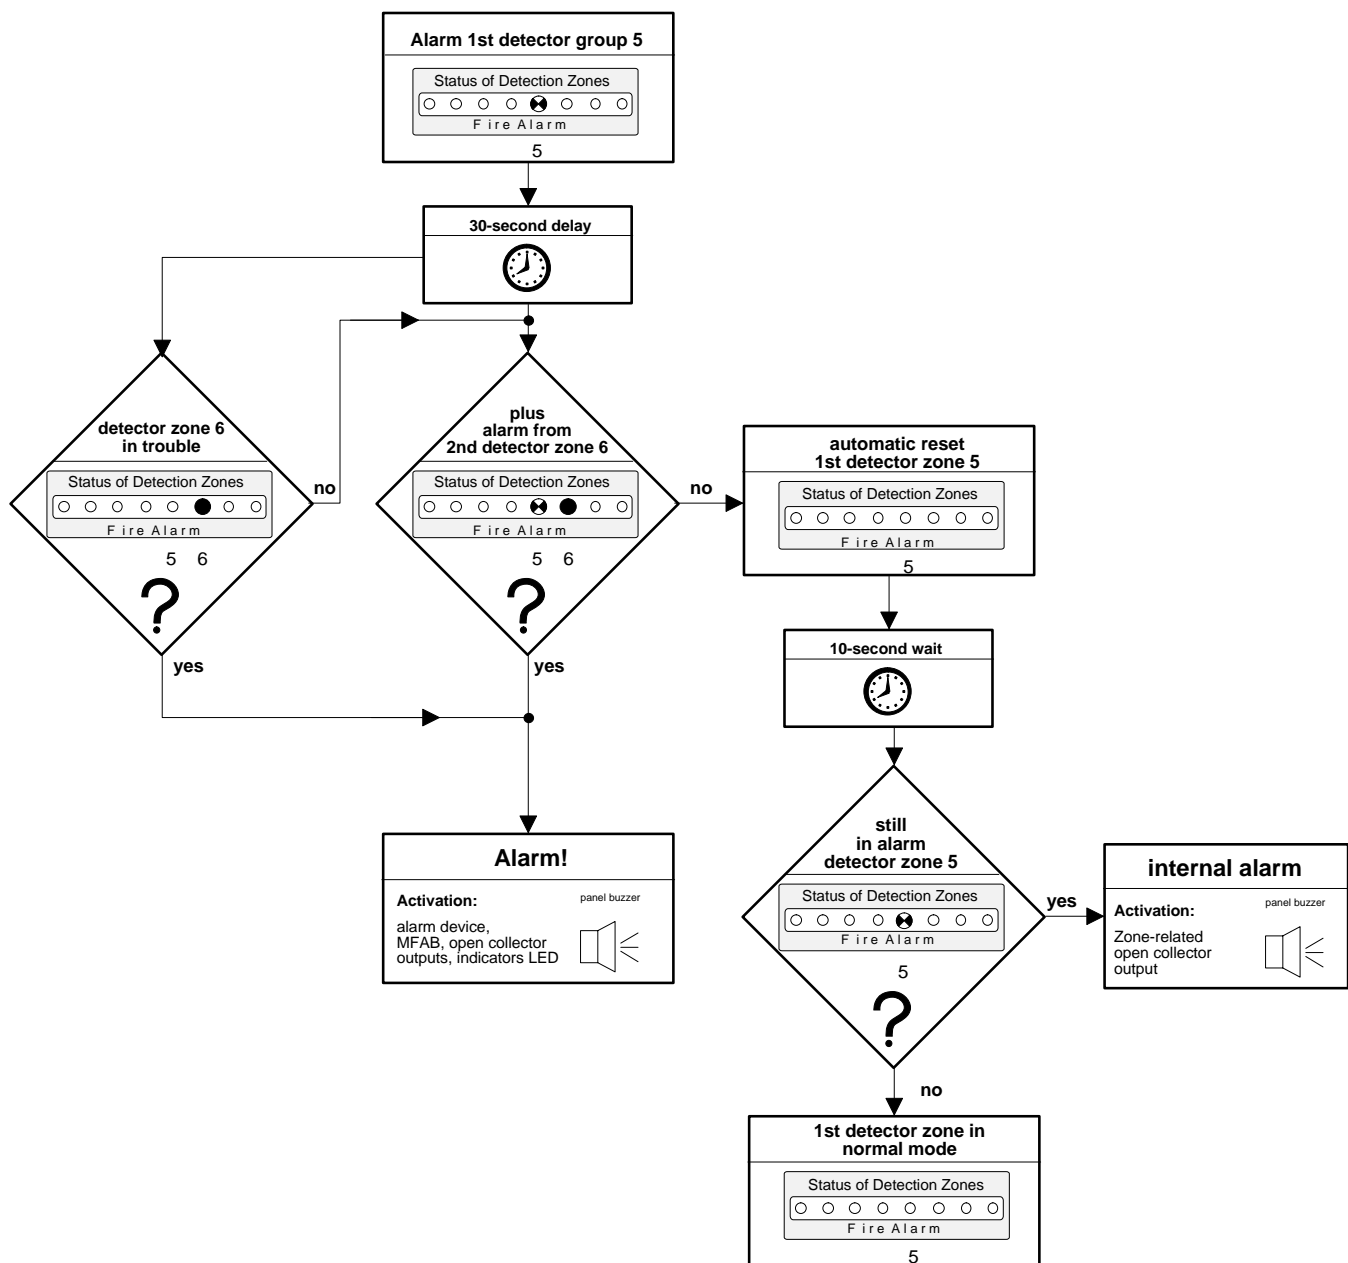 Alarm 1st detector group 5
Status of Detection Zones
Fire Alarm
5
30-second delay
detector zone 6
in trouble
Status of Detection Zones
Fire Alarm
5 6
?
no
yes
plus
alarm from
2nd detector zone 6
Status of Detection Zones
Fire Alarm
5 6
?
no
yes
automatic reset
1st detector zone 5
Status of Detection Zones
Fire Alarm
5
10-second wait
still
in alarm
detector zone 5
Status of Detection Zones
Fire Alarm
5
?
yes
no
Alarm!
Activation:
panel buzzer
alarm device,
MFAB, open collector
outputs, indicators LED
internal alarm
Activation:
panel buzzer
Zone-related
open collector
output
1st detector zone in
normal mode
Status of Detection Zones
Fire Alarm
5